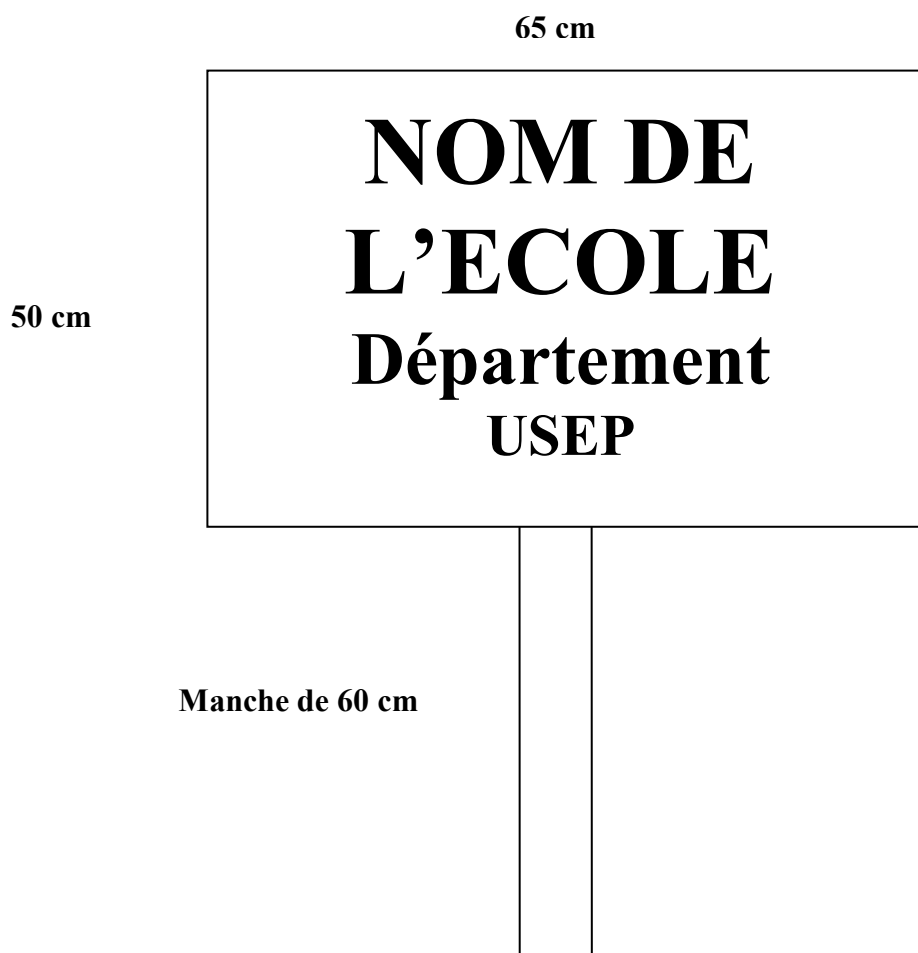 65 cm
NOM DE
L’ECOLE
50 cm
Département
USEP
Manche de 60 cm